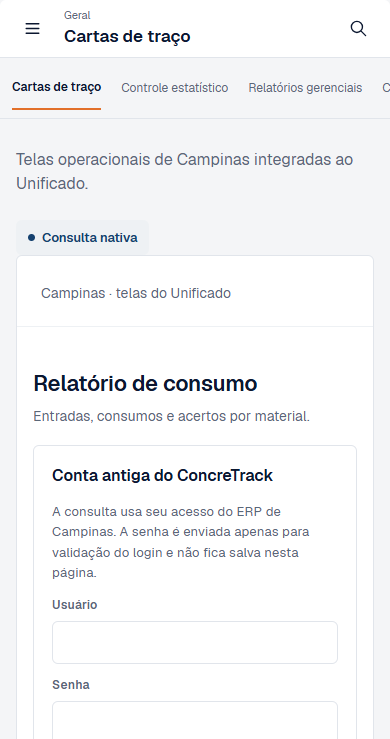 Geral
Cartas de traço
Cartas de traço
Controle estatístico
Relatórios gerenciais
C
Telas operacionais de Campinas integradas ao
Unificado.
Consulta nativa
Campinas · telas do Unificado
Relatório de consumo
Entradas, consumos e acertos por material.
Conta antiga do ConcreTrack
A consulta usa seu acesso do ERP de
Campinas. A senha é enviada apenas para
validação do login e não fica salva nesta
página.
Usuário
Senha